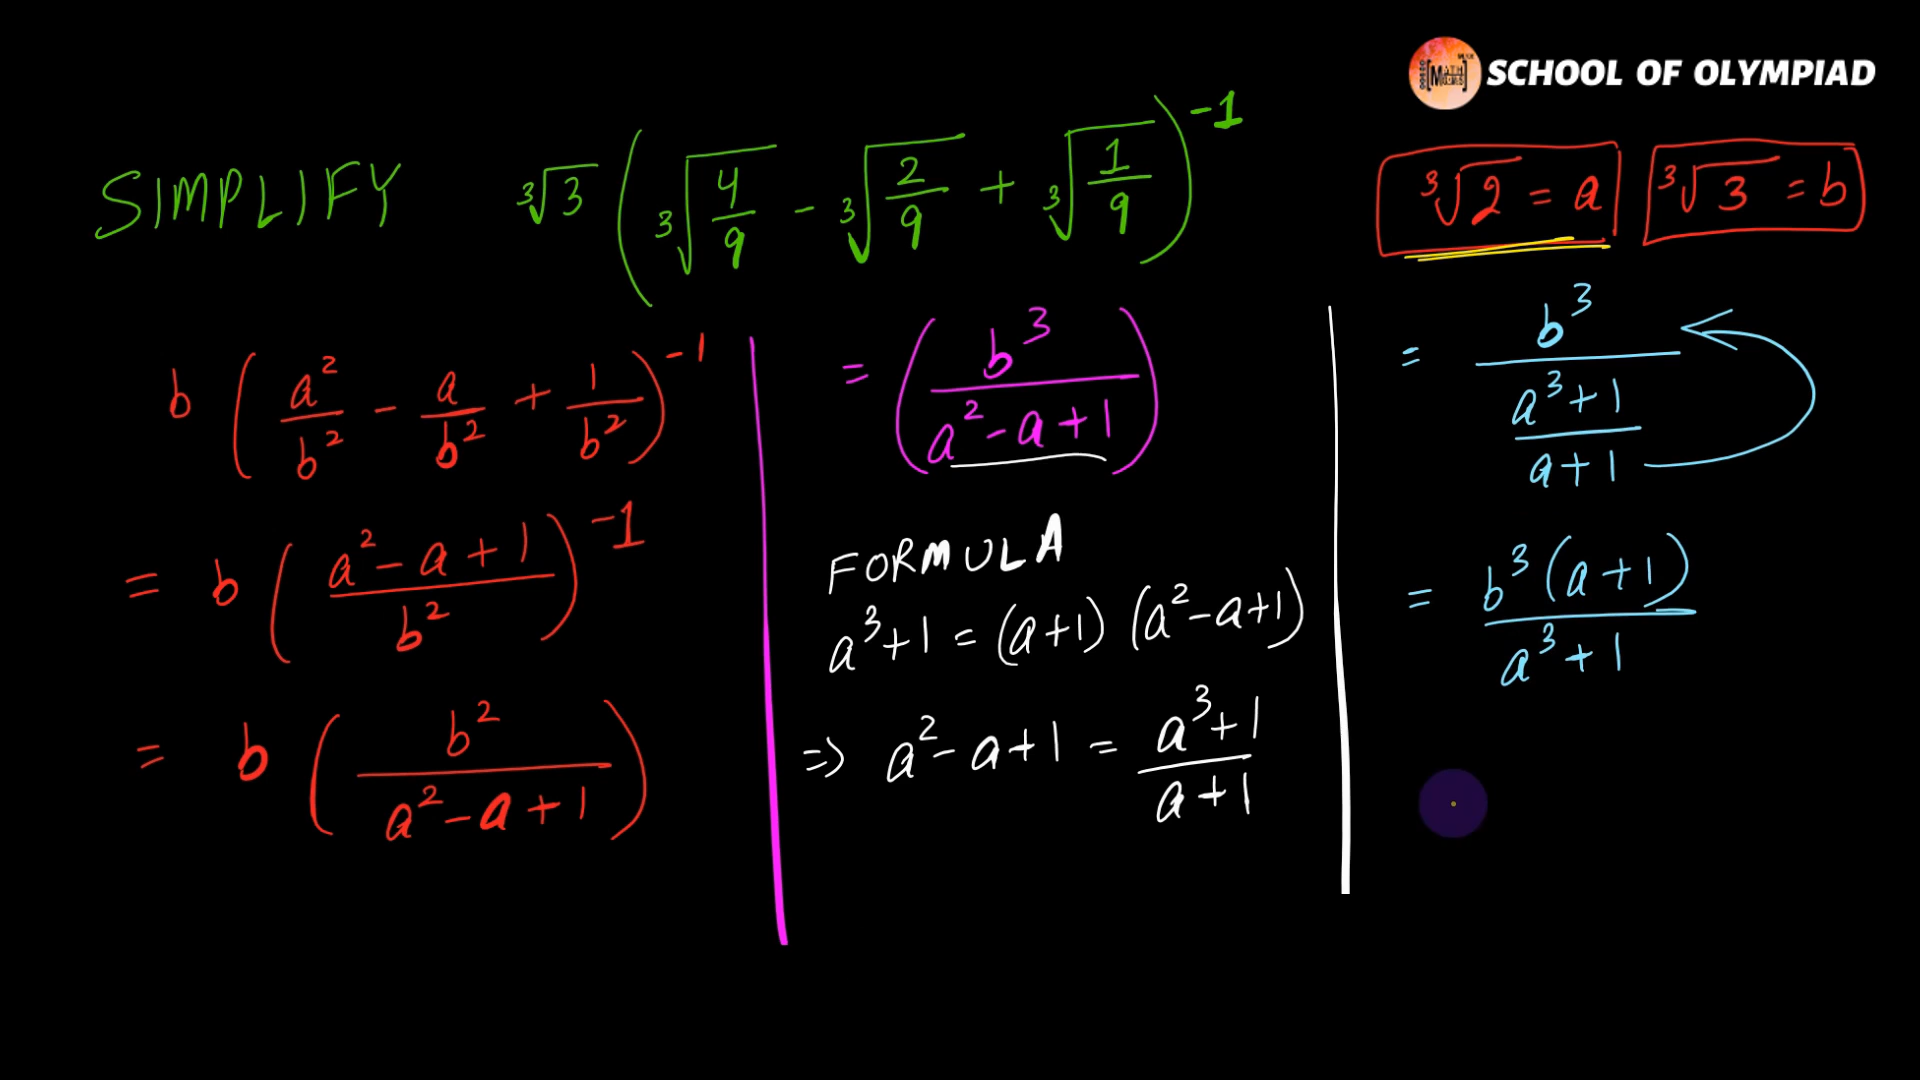 SCHOOL OF OLYMPIAD
SIMPLIFY ∛3 (∛(4/9) - ∛(2/9) + ∛(1/9))^-1
∛2 = a
∛3 = b
b (a²/b² - a/b² + 1/b²)^-1
= b ((a² - a + 1)/b²)^-1
= b (b²/(a² - a + 1))
= (b³/(a² - a + 1))
FORMULA
a³ + 1 = (a+1) (a² - a + 1)
=> a² - a + 1 = (a³ + 1)/(a + 1)
= b³/((a³ + 1)/(a + 1))
= b³(a + 1)/(a³ + 1)